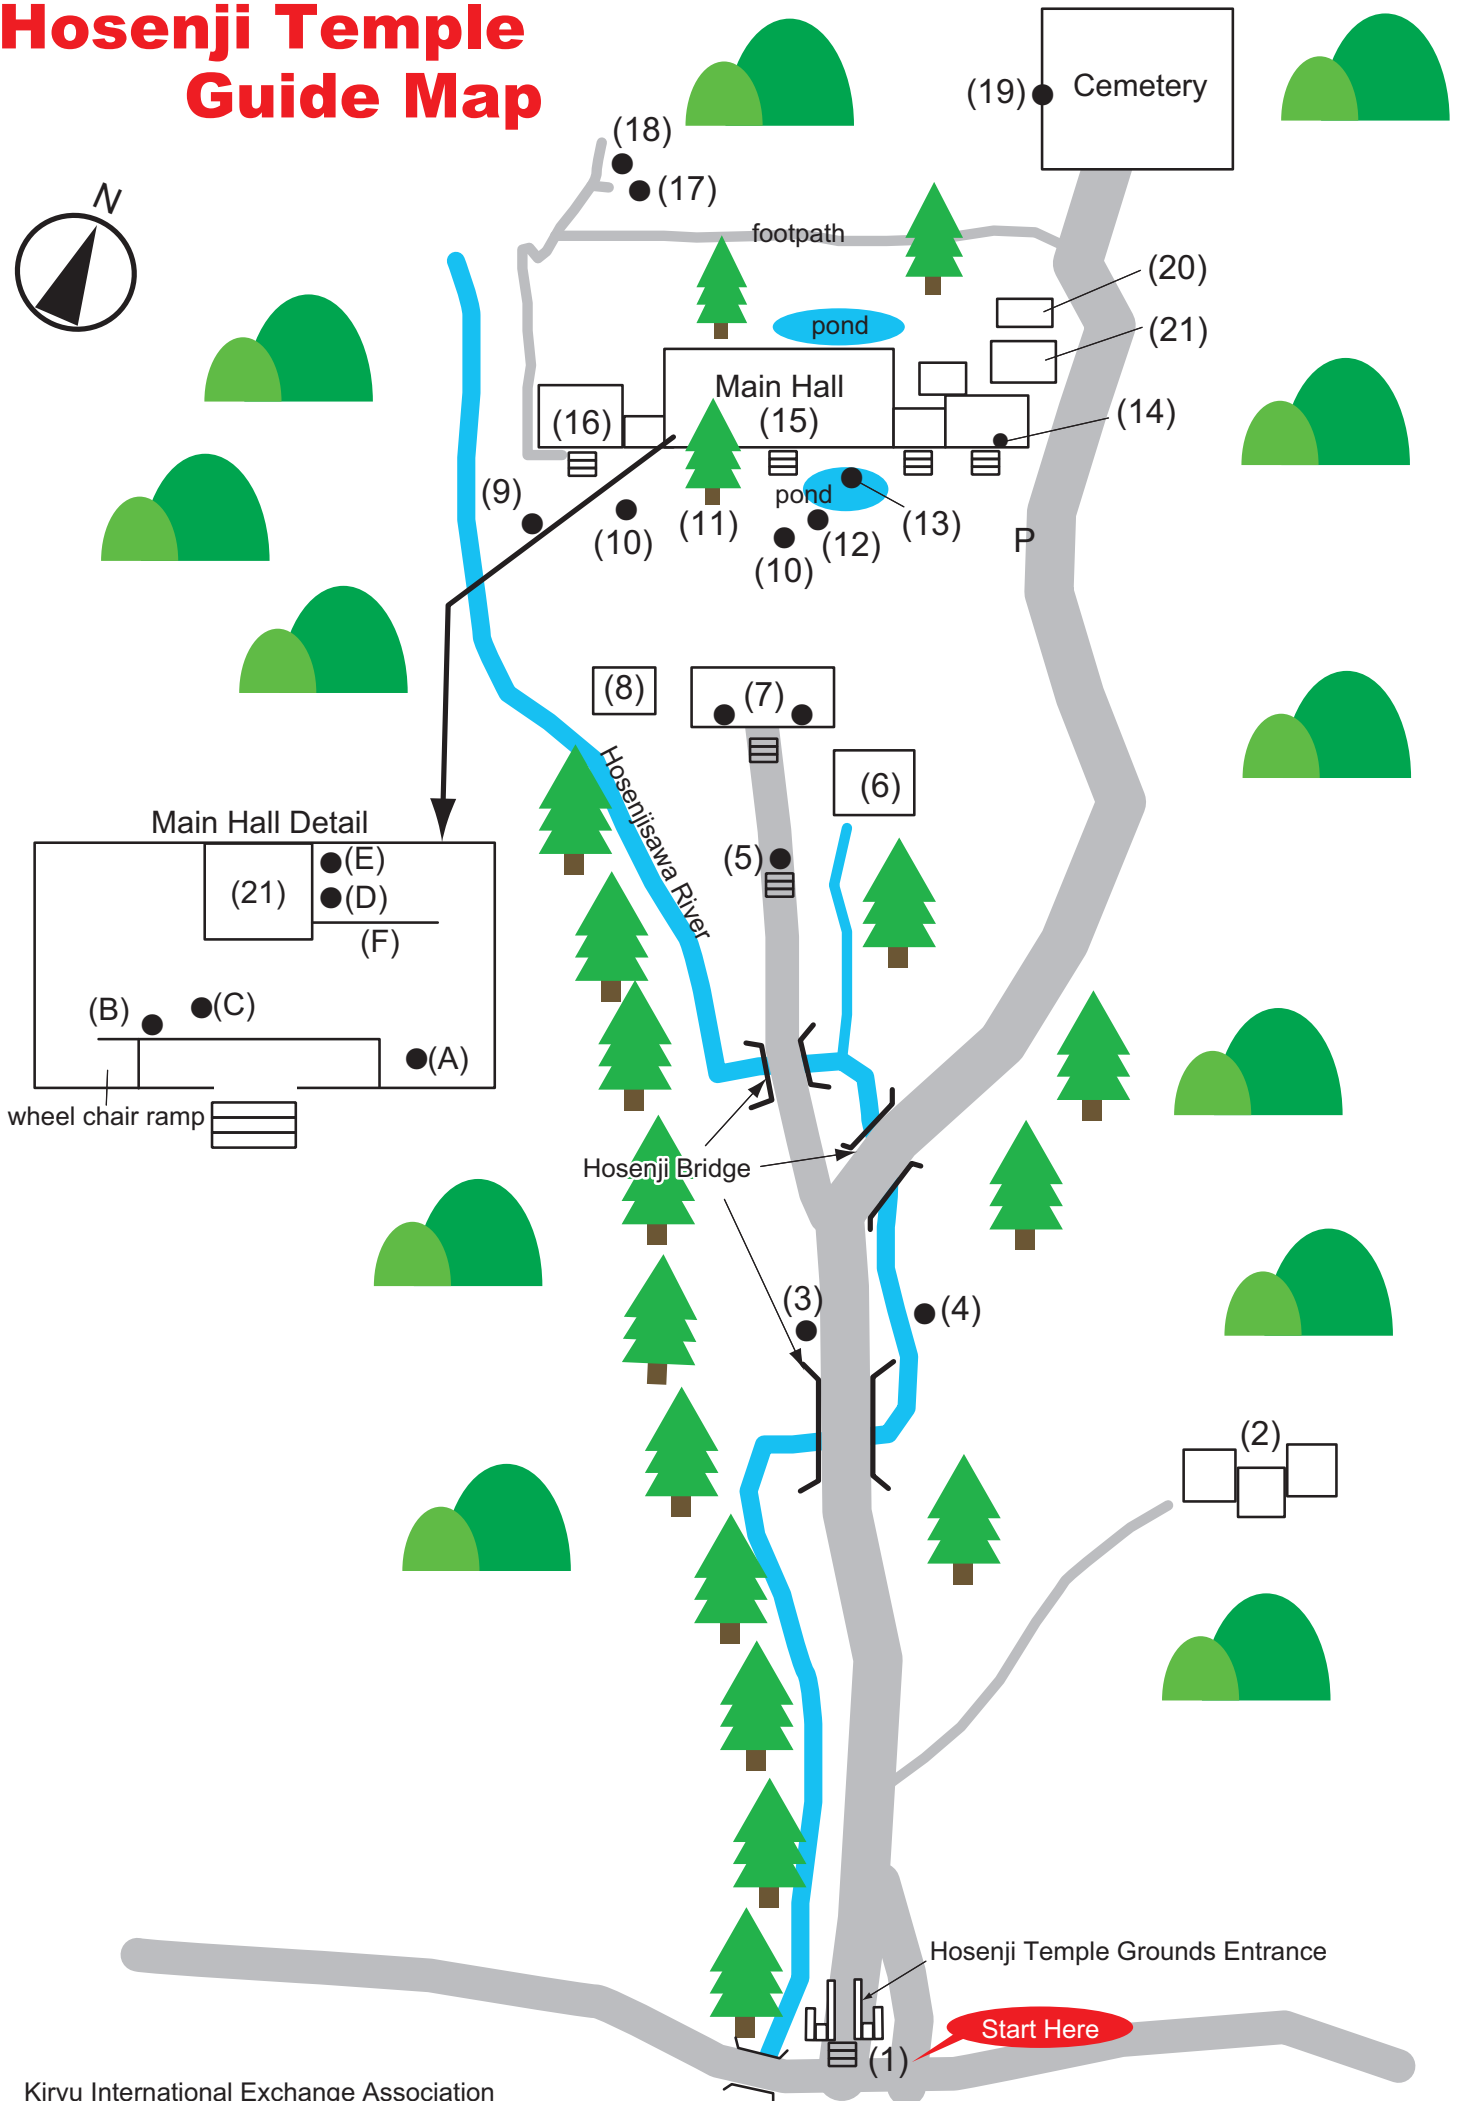 Hosenji Temple
Guide Map
N
(18)
(17)
(19)
Cemetery
footpath
(20)
pond
(21)
Main Hall
(16)
(15)
(14)
(9)
pond
(10)
(11)
(12)
(13)
(10)
P
(8)
(7)
(6)
Hosenjisawa River
(5)
Main Hall Detail
(E)
(21)
(D)
(F)
(B)
(C)
(A)
wheel chair ramp
Hosenji Bridge
(3)
(4)
(2)
Hosenji Temple Grounds Entrance
Start Here
(1)
Kiryu International Exchange Association